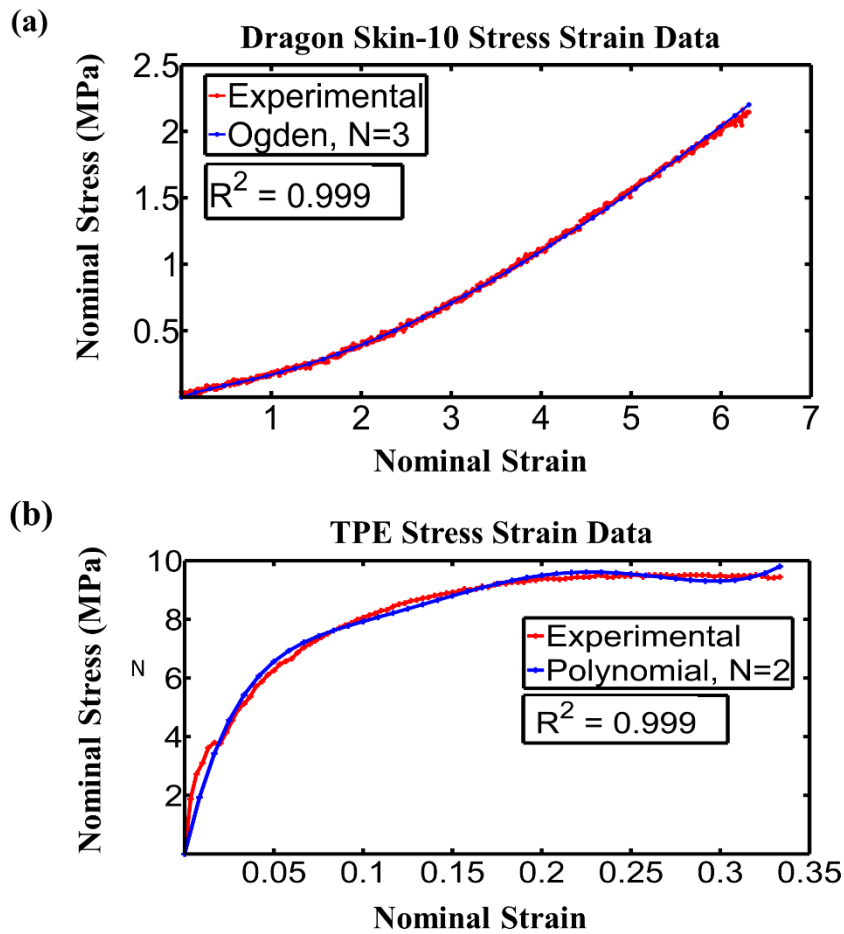 (a)
Dragon Skin-10 Stress Strain Data
Nominal Stress (MPa)
2.5
2
1.5
1
0.5
Experimental
Ogden, N=3
R² = 0.999
1 2 3 4 5 6 7
Nominal Strain
(b)
TPE Stress Strain Data
Nominal Stress (MPa)
10
8
6
4
2
N
Experimental
Polynomial, N=2
R² = 0.999
0.05 0.1 0.15 0.2 0.25 0.3 0.35
Nominal Strain